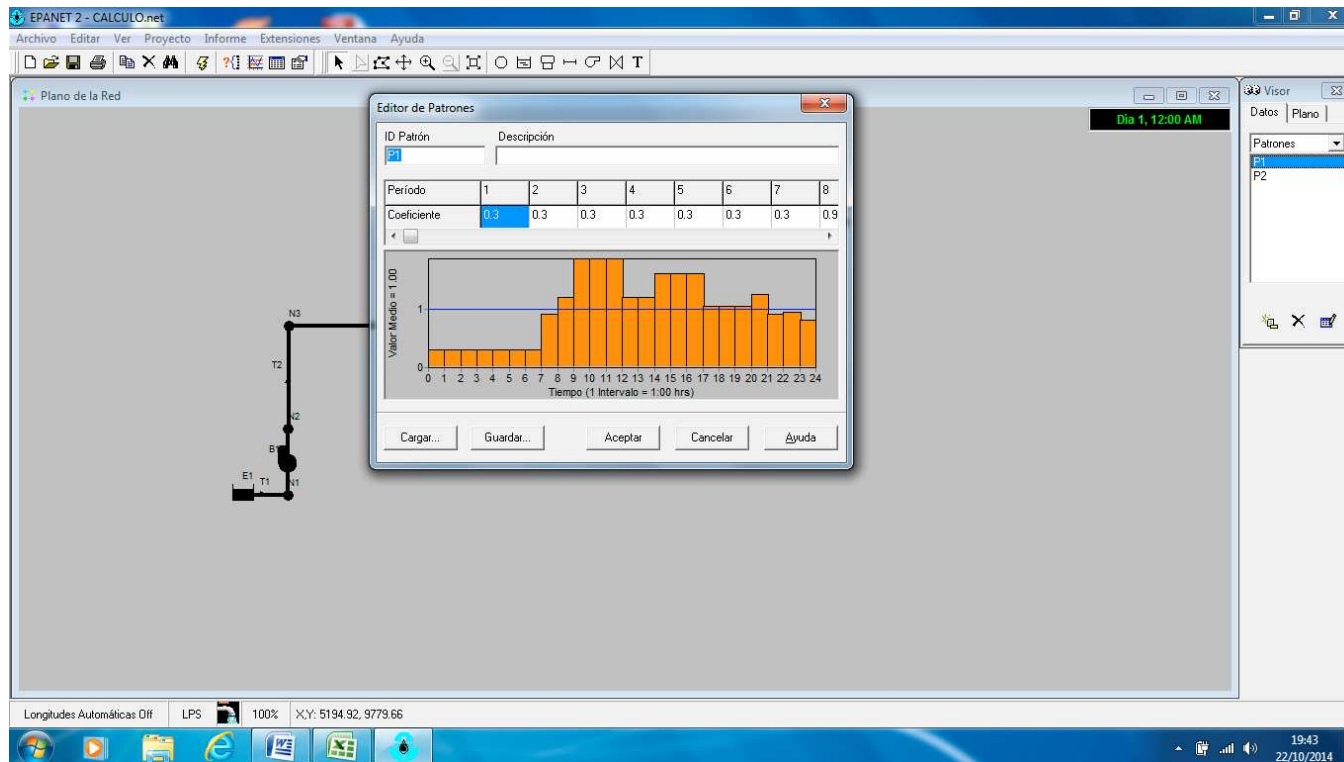 EPANET 2 - CALCULO.net
Archivo Editar Ver Proyecto Informe Extensiones Ventana Ayuda
Plano de la Red
Dia 1, 12:00 AM
N3
T2
N2
B1
E1
T1
N1
Editor de Patrones
ID Patrón Descripción
P1
Período 1 2 3 4 5 6 7 8
Coeficiente 0.3 0.3 0.3 0.3 0.3 0.3 0.3 0.9
Valor Medio = 1.00
1
0
0 1 2 3 4 5 6 7 8 9 10 11 12 13 14 15 16 17 18 19 20 21 22 23 24
Tiempo (1 Intervalo = 1:00 hrs)
Cargar... Guardar... Aceptar Cancelar Ayuda
Visor
Datos Plano
Patrones
P1
P2
Longitudes Automáticas Off LPS 100% X,Y: 5194.92, 9779.66
19:43
22/10/2014